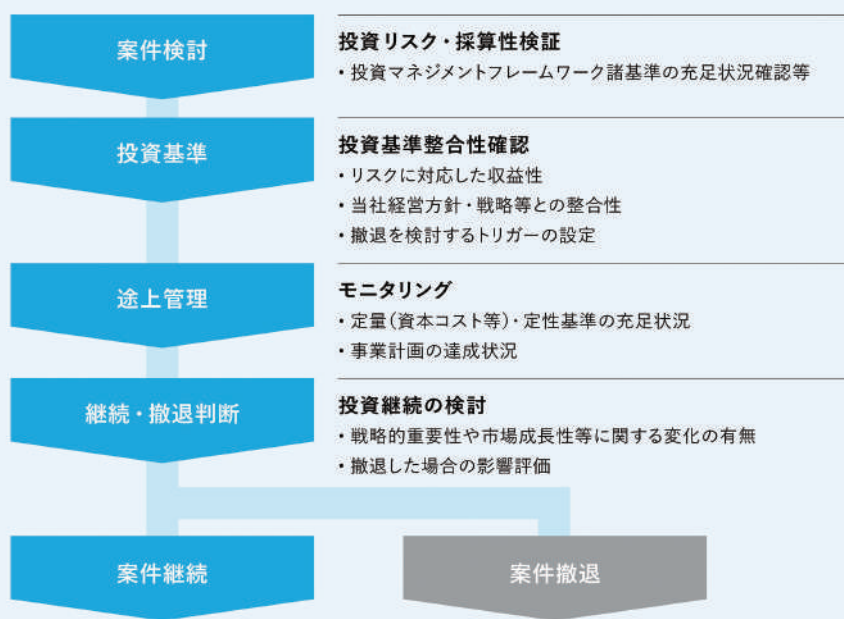 案件検討
投資リスク・採算性検証
・投資マネジメントフレームワーク諸基準の充足状況確認等
投資基準
投資基準整合性確認
・リスクに対応した収益性
・当社経営方針・戦略等との整合性
・撤退を検討するトリガーの設定
途上管理
モニタリング
・定量(資本コスト等)・定性基準の充足状況
・事業計画の達成状況
継続・撤退判断
投資継続の検討
・戦略的重要性や市場成長性等に関する変化の有無
・撤退した場合の影響評価
案件継続
案件撤退